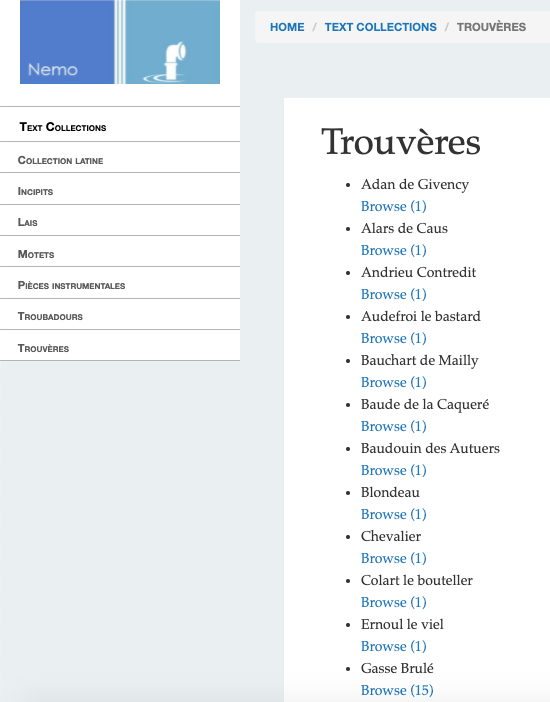 Nemo
TEXT COLLECTIONS
COLLECTION LATINE
INCIPITS
LAIS
MOTETS
PIÈCES INSTRUMENTALES
TROUBADOURS
TROUVÈRES
HOME / TEXT COLLECTIONS / TROUVÈRES
Trouvères
• Adan de Givency
Browse (1)
• Alars de Caus
Browse (1)
• Andrieu Contredit
Browse (1)
• Audefroi le bastard
Browse (1)
• Bauchart de Mailly
Browse (1)
• Baude de la Caqueré
Browse (1)
• Baudouin des Autuers
Browse (1)
• Blondeau
Browse (1)
• Chevalier
Browse (1)
• Colart le bouteller
Browse (1)
• Ernoul le viel
Browse (1)
• Gasse Brulé
Browse (15)